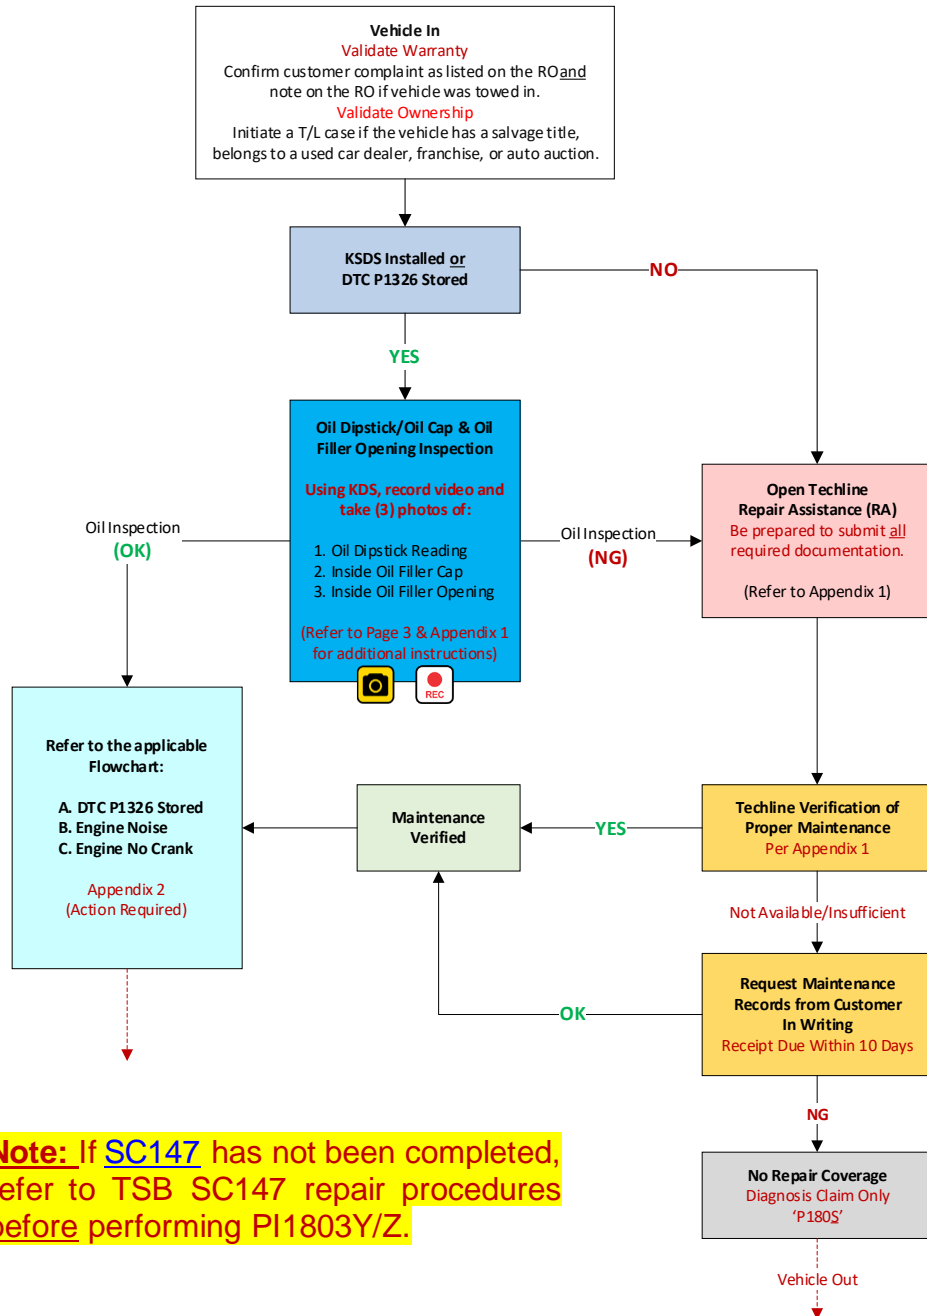 Vehicle In
Validate Warranty
Confirm customer complaint as listed on the RO and
note on the RO if vehicle was towed in.
Validate Ownership
Initiate a T/L case if the vehicle has a salvage title,
belongs to a used car dealer, franchise, or auto auction.
KSDS Installed or
DTC P1326 Stored
NO
YES
Oil Dipstick/Oil Cap & Oil
Filler Opening Inspection
Using KDS, record video and
take (3) photos of:
1. Oil Dipstick Reading
2. Inside Oil Filler Cap
3. Inside Oil Filler Opening
(Refer to Page 3 & Appendix 1
for additional instructions)
REC
Oil Inspection
(OK)
Oil Inspection
(NG)
Open Techline
Repair Assistance (RA)
Be prepared to submit all
required documentation.
(Refer to Appendix 1)
Refer to the applicable
Flowchart:
A. DTC P1326 Stored
B. Engine Noise
C. Engine No Crank
Appendix 2
(Action Required)
Maintenance
Verified
YES
Techline Verification of
Proper Maintenance
Per Appendix 1
Not Available/Insufficient
Request Maintenance
Records from Customer
In Writing
Receipt Due Within 10 Days
OK
NG
No Repair Coverage
Diagnosis Claim Only
'P180S'
Vehicle Out
Note: If SC147 has not been completed,
refer to TSB SC147 repair procedures
before performing PI1803Y/Z.